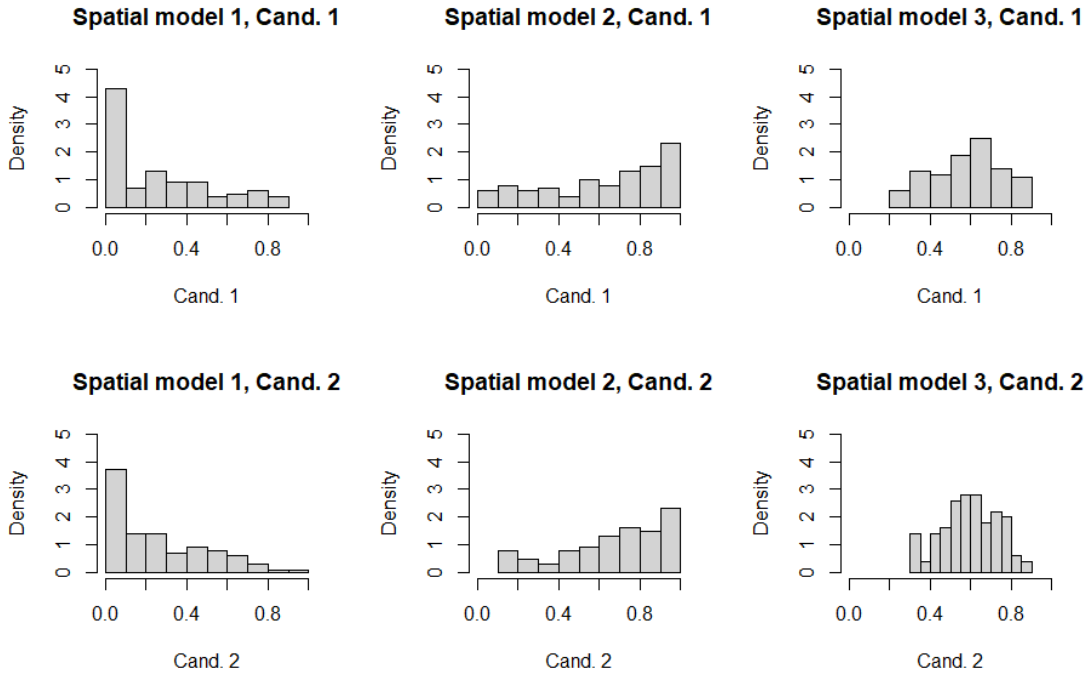 Spatial model 1, Cand. 1
Density
5
4
3
2
1
0
0.0 0.4 0.8
Cand. 1
Spatial model 2, Cand. 1
Density
5
4
3
2
1
0
0.0 0.4 0.8
Cand. 1
Spatial model 3, Cand. 1
Density
5
4
3
2
1
0
0.0 0.4 0.8
Cand. 1
Spatial model 1, Cand. 2
Density
5
4
3
2
1
0
0.0 0.4 0.8
Cand. 2
Spatial model 2, Cand. 2
Density
5
4
3
2
1
0
0.0 0.4 0.8
Cand. 2
Spatial model 3, Cand. 2
Density
5
4
3
2
1
0
0.0 0.4 0.8
Cand. 2